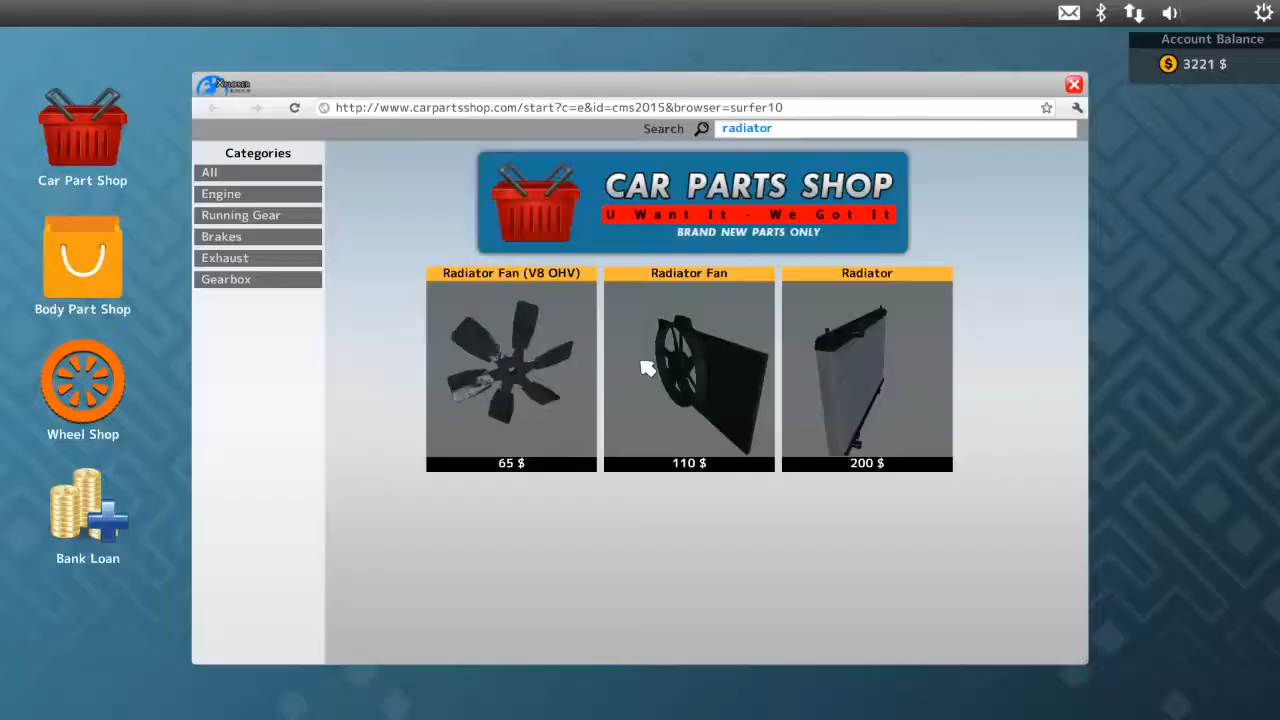 Account Balance
3221 $
XPLORER
http://www.carpartsshop.com/start?c=e&id=cms2015&browser=surfer10
Search radiator
Categories
All
Engine
Running Gear
Brakes
Exhaust
Gearbox
CAR PARTS SHOP
U Want It - We Got It
BRAND NEW PARTS ONLY
Radiator Fan (V8 OHV)
65 $
Radiator Fan
110 $
Radiator
200 $
Car Part Shop
Body Part Shop
Wheel Shop
Bank Loan